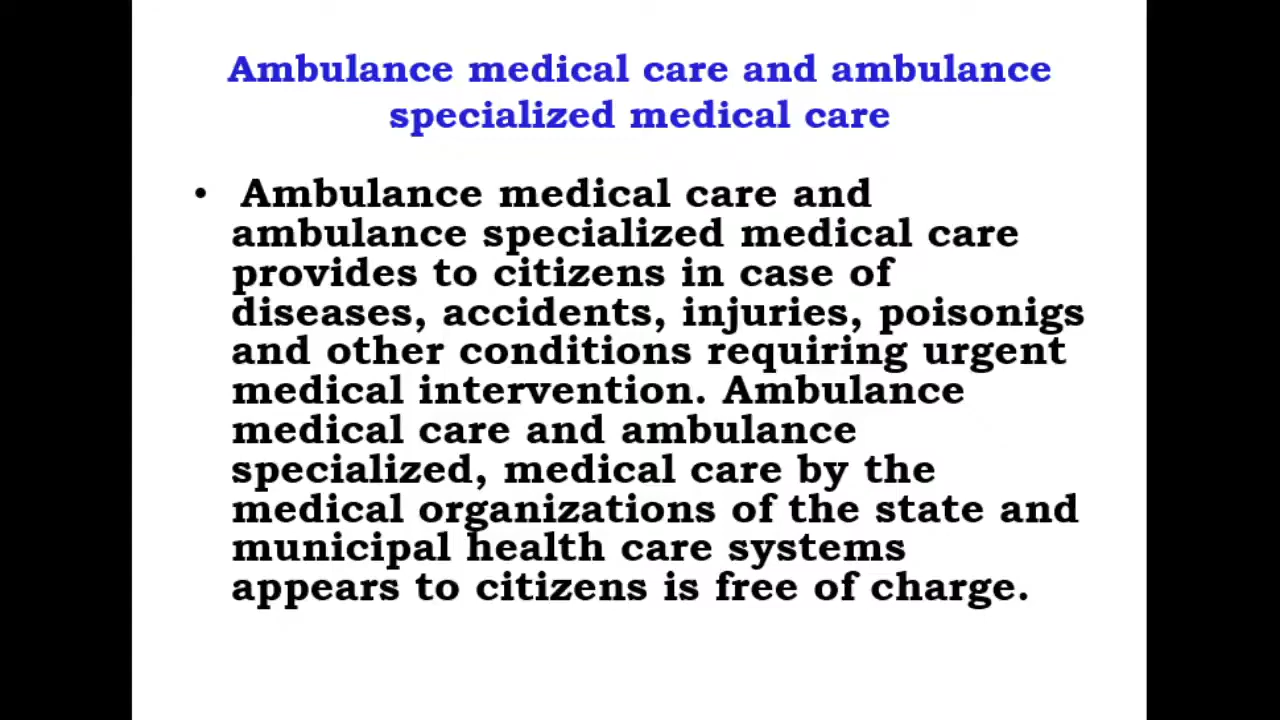 Ambulance medical care and ambulance
specialized medical care
• Ambulance medical care and
ambulance specialized medical care
provides to citizens in case of
diseases, accidents, injuries, poisonigs
and other conditions requiring urgent
medical intervention. Ambulance
medical care and ambulance
specialized, medical care by the
medical organizations of the state and
municipal health care systems
appears to citizens is free of charge.